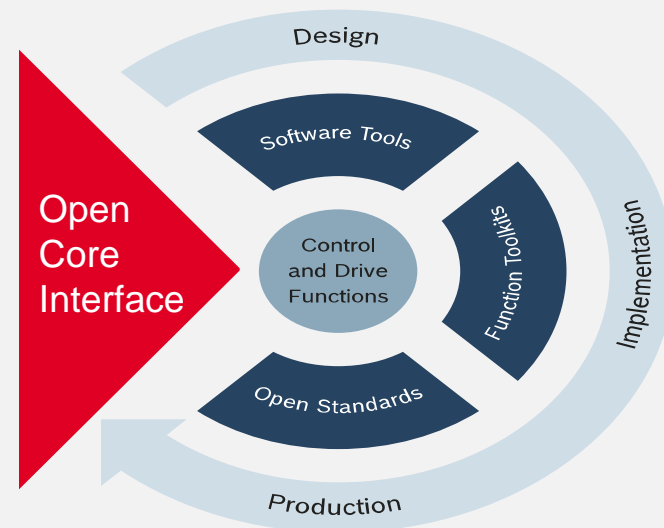 Design
Software Tools
Open
Core
Interface
Control
and Drive
Functions
Function Toolkits
Implementation
Open Standards
Production